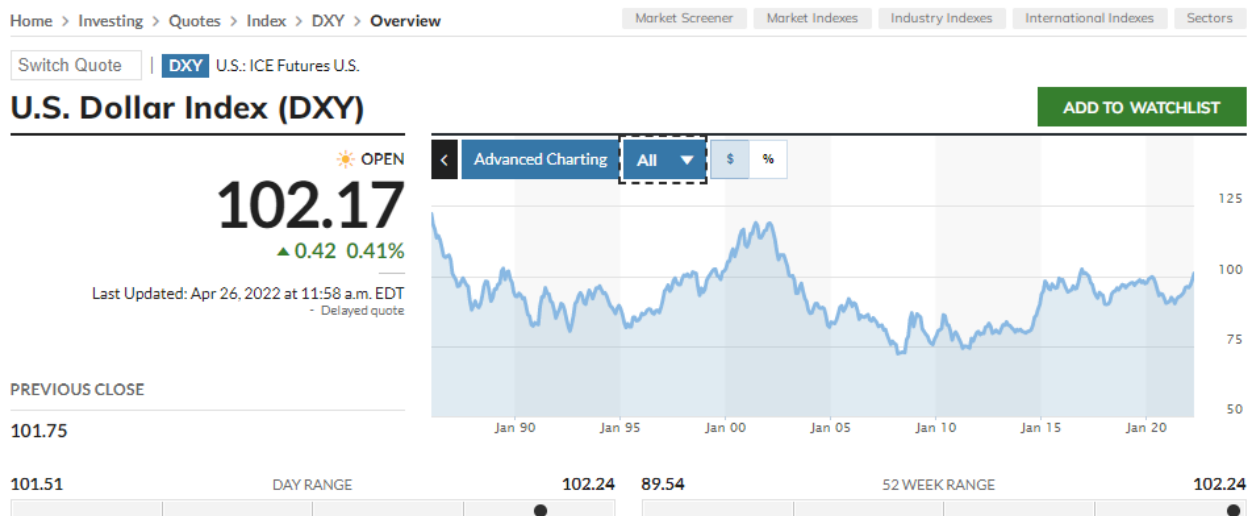 Home > Investing > Quotes > Index > DXY > Overview
Market Screener Market Indexes Industry Indexes International Indexes Sectors
Switch Quote | DXY U.S.: ICE Futures U.S.
U.S. Dollar Index (DXY)
ADD TO WATCHLIST
OPEN
102.17
▲ 0.42 0.41%
Last Updated: Apr 26, 2022 at 11:58 a.m. EDT
- Delayed quote
PREVIOUS CLOSE
101.75
< Advanced Charting All ▼ $ %
125
100
75
50
Jan 90 Jan 95 Jan 00 Jan 05 Jan 10 Jan 15 Jan 20
101.51 DAY RANGE 102.24
89.54 52 WEEK RANGE 102.24